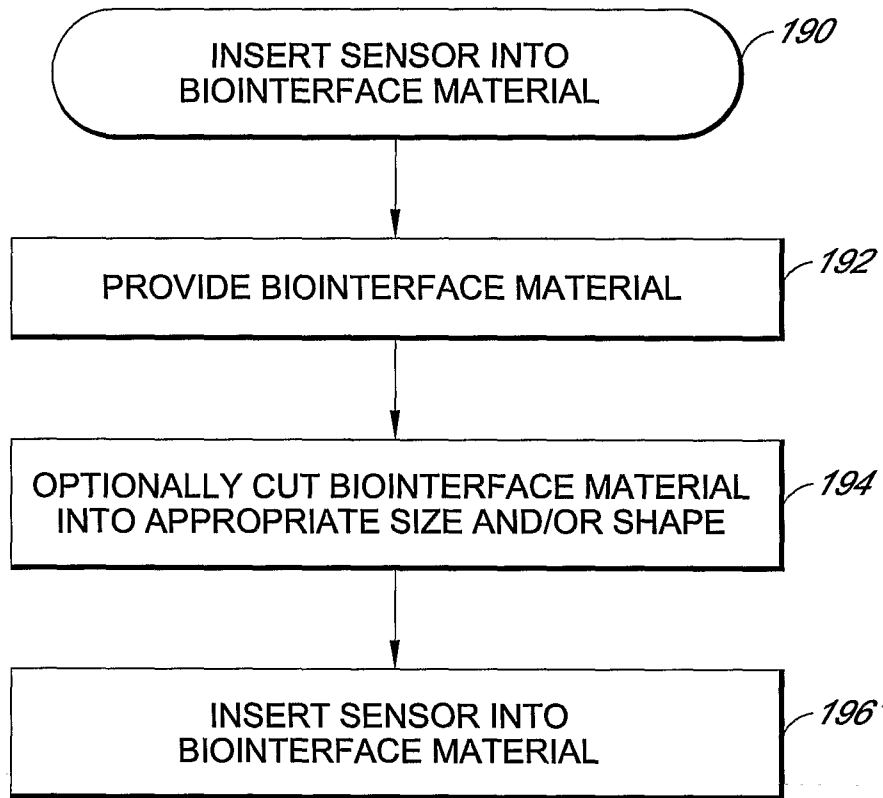 INSERT SENSOR INTO
BIOINTERFACE MATERIAL
190
PROVIDE BIOINTERFACE MATERIAL
192
OPTIONALLY CUT BIOINTERFACE MATERIAL
INTO APPROPRIATE SIZE AND/OR SHAPE
194
INSERT SENSOR INTO
BIOINTERFACE MATERIAL
196